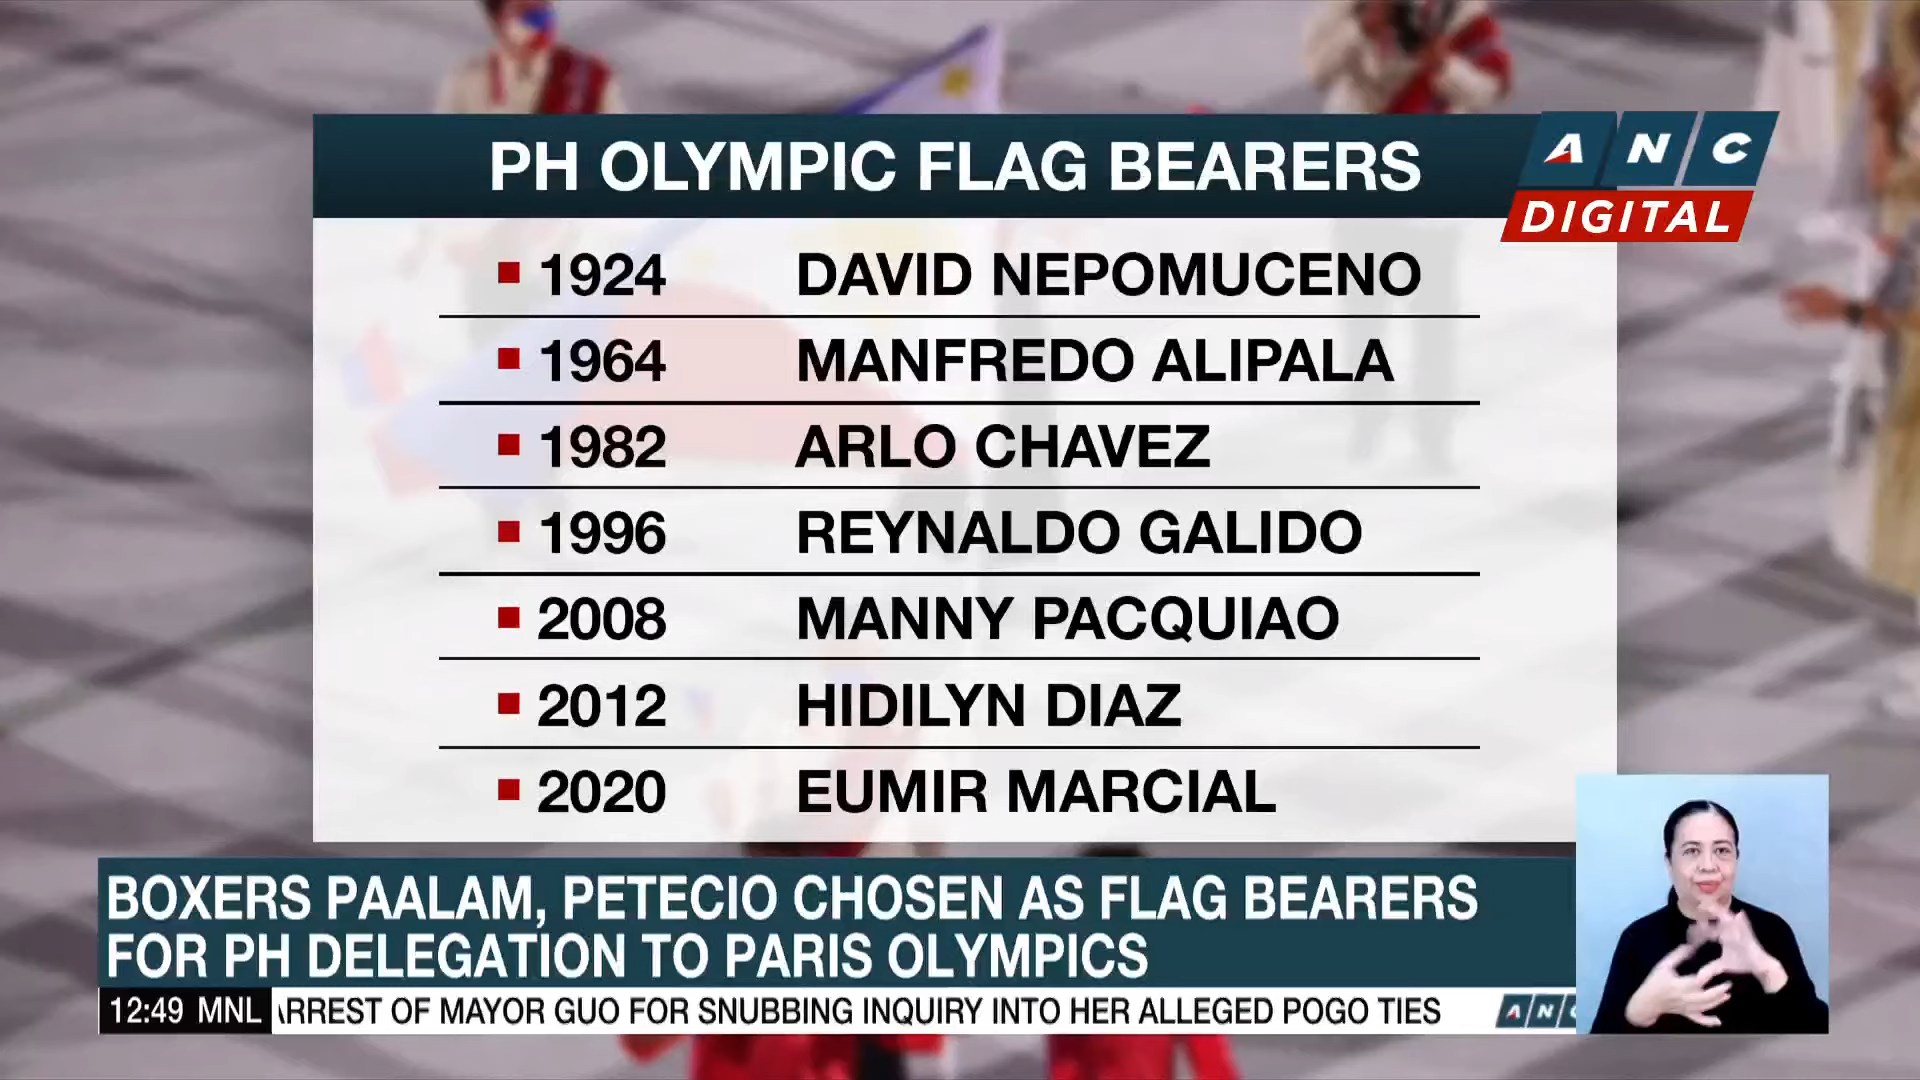 PH OLYMPIC FLAG BEARERS
ANC
DIGITAL
1924 DAVID NEPOMUCENO
1964 MANFREDO ALIPALA
1982 ARLO CHAVEZ
1996 REYNALDO GALIDO
2008 MANNY PACQUIAO
2012 HIDILYN DIAZ
2020 EUMIR MARCIAL
BOXERS PAALAM, PETECIO CHOSEN AS FLAG BEARERS
FOR PH DELEGATION TO PARIS OLYMPICS
12:49 MNL OF MAYOR GUO FOR SNUBBING INQUIRY INTO HER ALLEGED POGO TIES